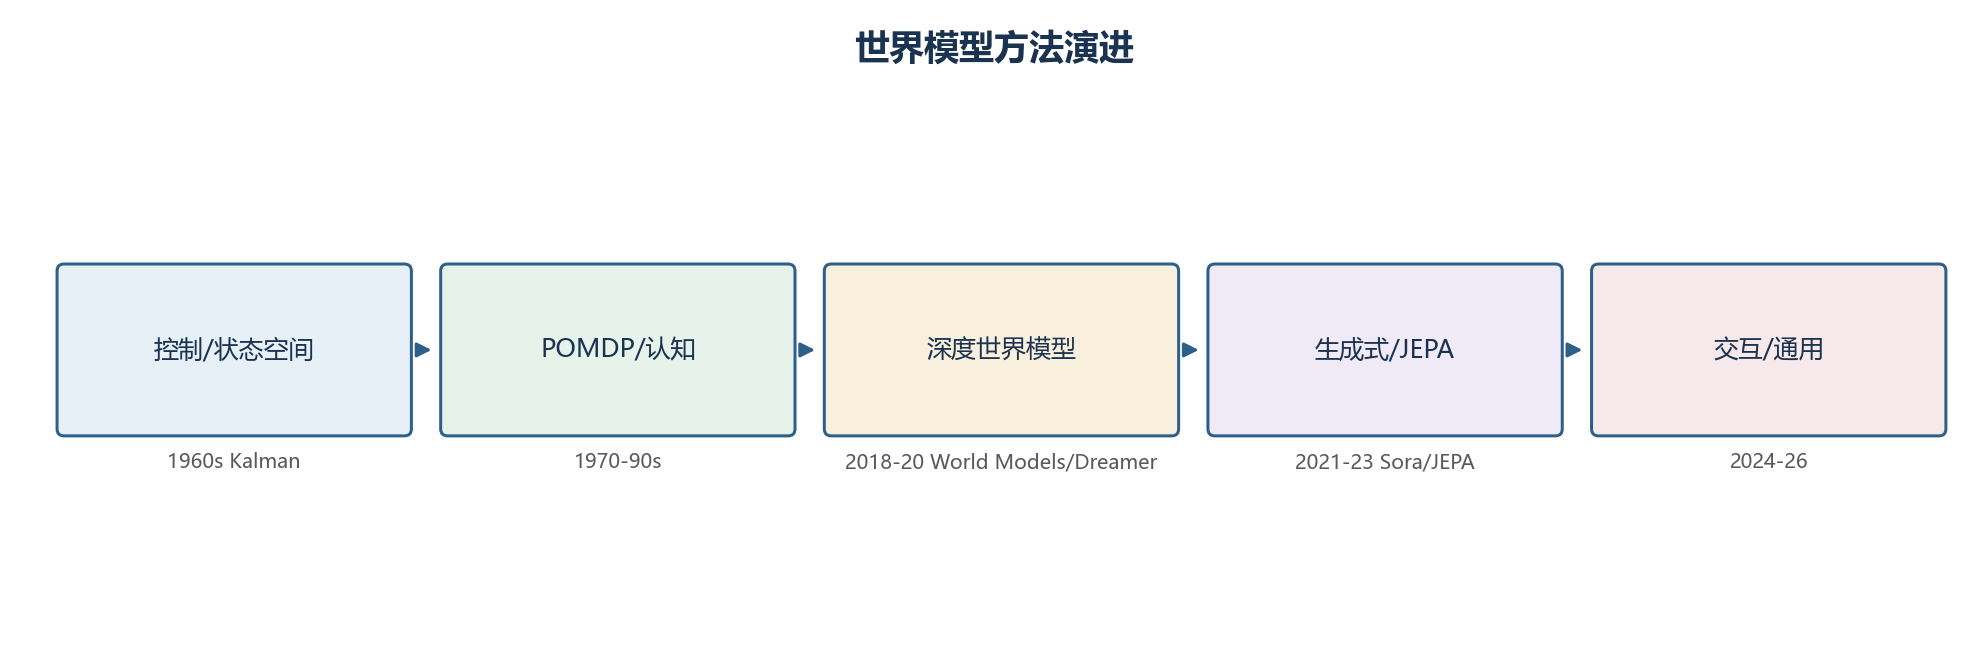 世界模型方法演进
控制/状态空间
POMDP/认知
深度世界模型
生成式/JEPA
交互/通用
1960s Kalman
1970-90s
2018-20 World Models/Dreamer
2021-23 Sora/JEPA
2024-26